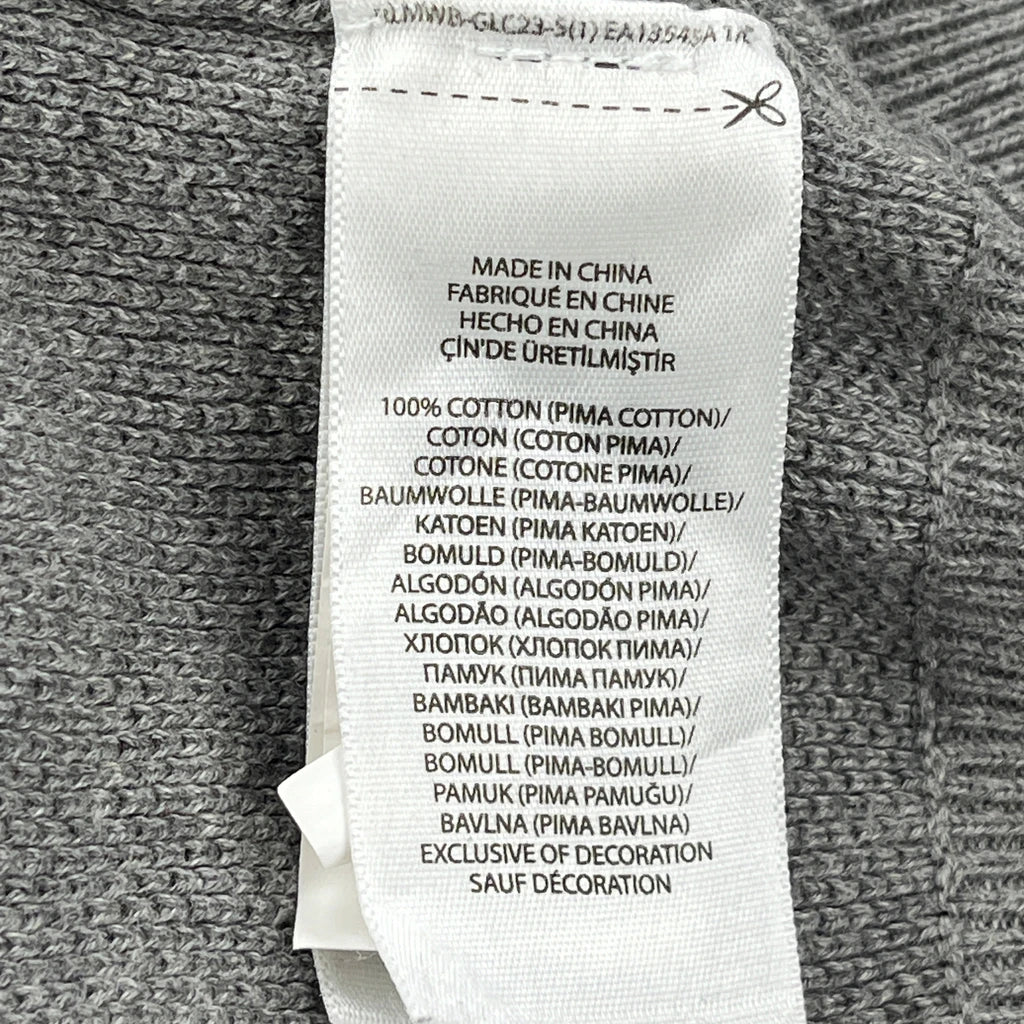 MADE IN CHINA
FABRIQUÉ EN CHINE
HECHO EN CHINA
ÇİN'DE ÜRETİLMİŞTİR
100% COTTON (PIMA COTTON)/
COTON (COTON PIMA)/
COTONE (COTONE PIMA)/
BAUMWOLLE (PIMA-BAUMWOLLE)/
KATOEN (PIMA KATOEN)/
BOMULD (PIMA-BOMULD)/
ALGODÓN (ALGODÓN PIMA)/
ALGODÃO (ALGODÃO PIMA)/
ХЛОПОК (ХЛОПОК ПИМА)/
ПАМУК (ПИМА ПАМУК)/
ΒΑΜΒΑΚΙ (ΒΑΜΒΑΚΙ PIMA)/
BOMULL (PIMA BOMULL)/
BOMULL (PIMA-BOMULL)/
PAMUK (PIMA PAMUĞU)/
BAVLNA (PIMA BAVLNA)
EXCLUSIVE OF DECORATION
SAUF DÉCORATION